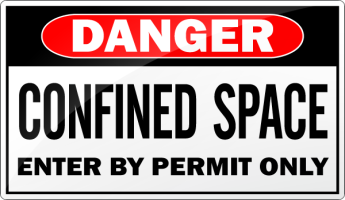 DANGER
CONFINED SPACE
ENTER BY PERMIT ONLY